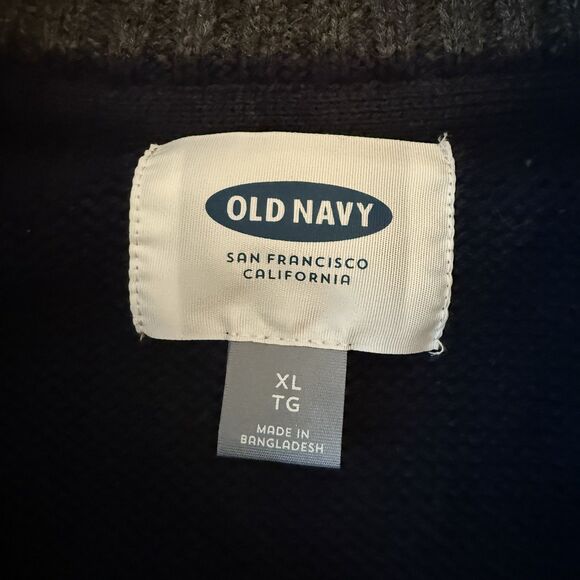 OLD NAVY
SAN FRANCISCO
CALIFORNIA
XL
TG
MADE IN
BANGLADESH